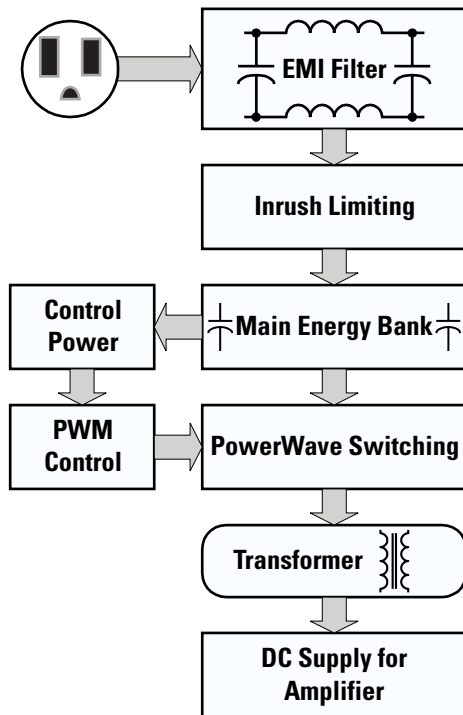 EMI Filter
Inrush Limiting
Control
Power
Main Energy Bank
PWM
Control
PowerWave Switching
Transformer
DC Supply for
Amplifier